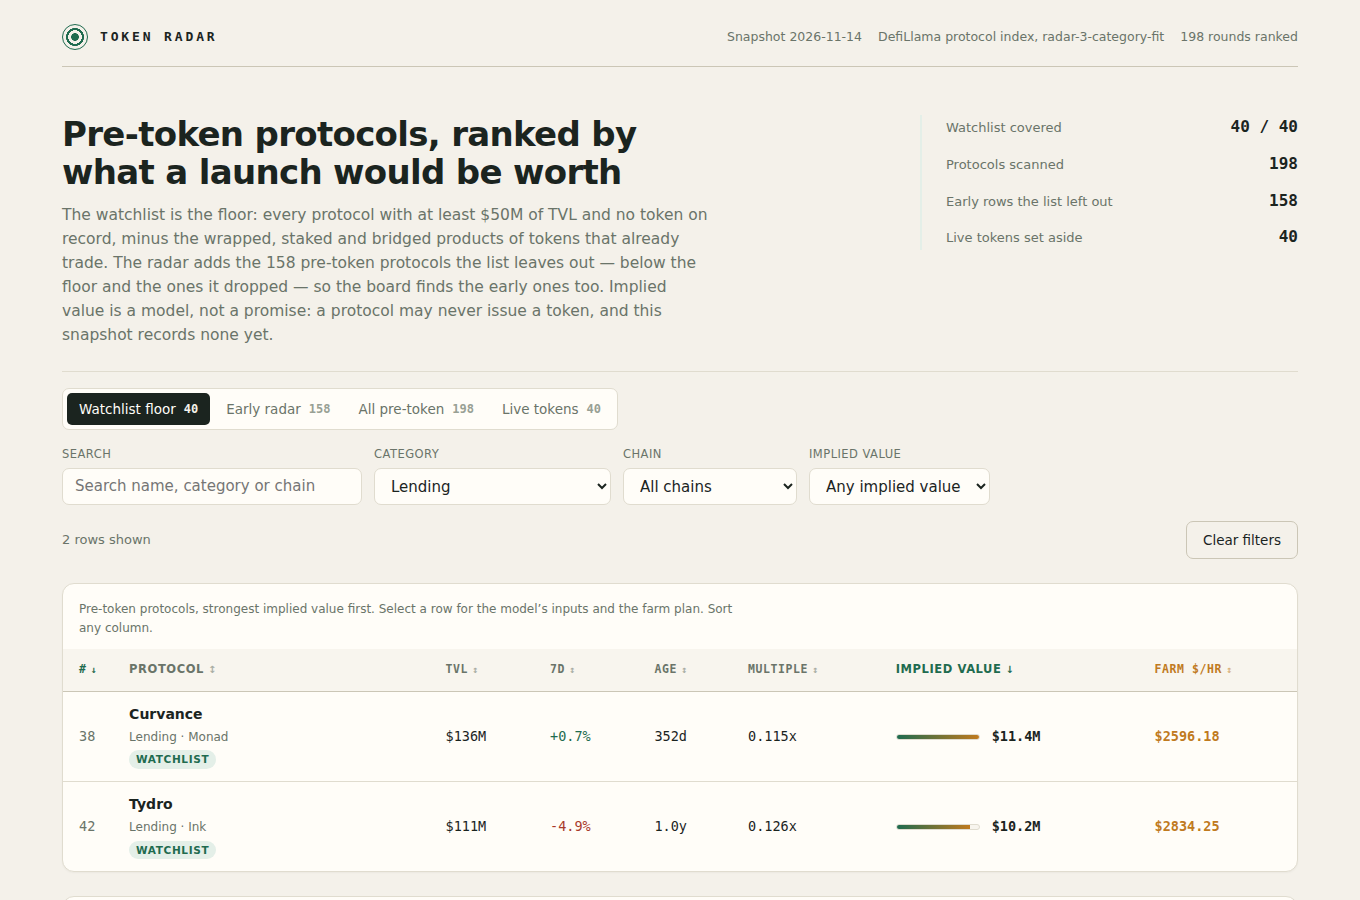 TOKEN RADAR
Snapshot 2026-11-14 DefiLlama protocol index, radar-3-category-fit 198 rounds ranked
Pre-token protocols, ranked by
what a launch would be worth
The watchlist is the floor: every protocol with at least $50M of TVL and no token on
record, minus the wrapped, staked and bridged products of tokens that already
trade. The radar adds the 158 pre-token protocols the list leaves out — below the
floor and the ones it dropped — so the board finds the early ones too. Implied
value is a model, not a promise: a protocol may never issue a token, and this
snapshot records none yet.
Watchlist covered 40 / 40
Protocols scanned 198
Early rows the list left out 158
Live tokens set aside 40
Watchlist floor 40 Early radar 158 All pre-token 198 Live tokens 40
SEARCH CATEGORY CHAIN IMPLIED VALUE
Search name, category or chain Lending All chains Any implied value
2 rows shown Clear filters
Pre-token protocols, strongest implied value first. Select a row for the model’s inputs and the farm plan. Sort
any column.
# ↓ PROTOCOL ↕ TVL ↕ 7D ↕ AGE ↕ MULTIPLE ↕ IMPLIED VALUE ↓ FARM $/HR ↕
Curvance
38 Lending · Monad $136M +0.7% 352d 0.115x $11.4M $2596.18
WATCHLIST
Tydro
42 Lending · Ink $111M -4.9% 1.0y 0.126x $10.2M $2834.25
WATCHLIST